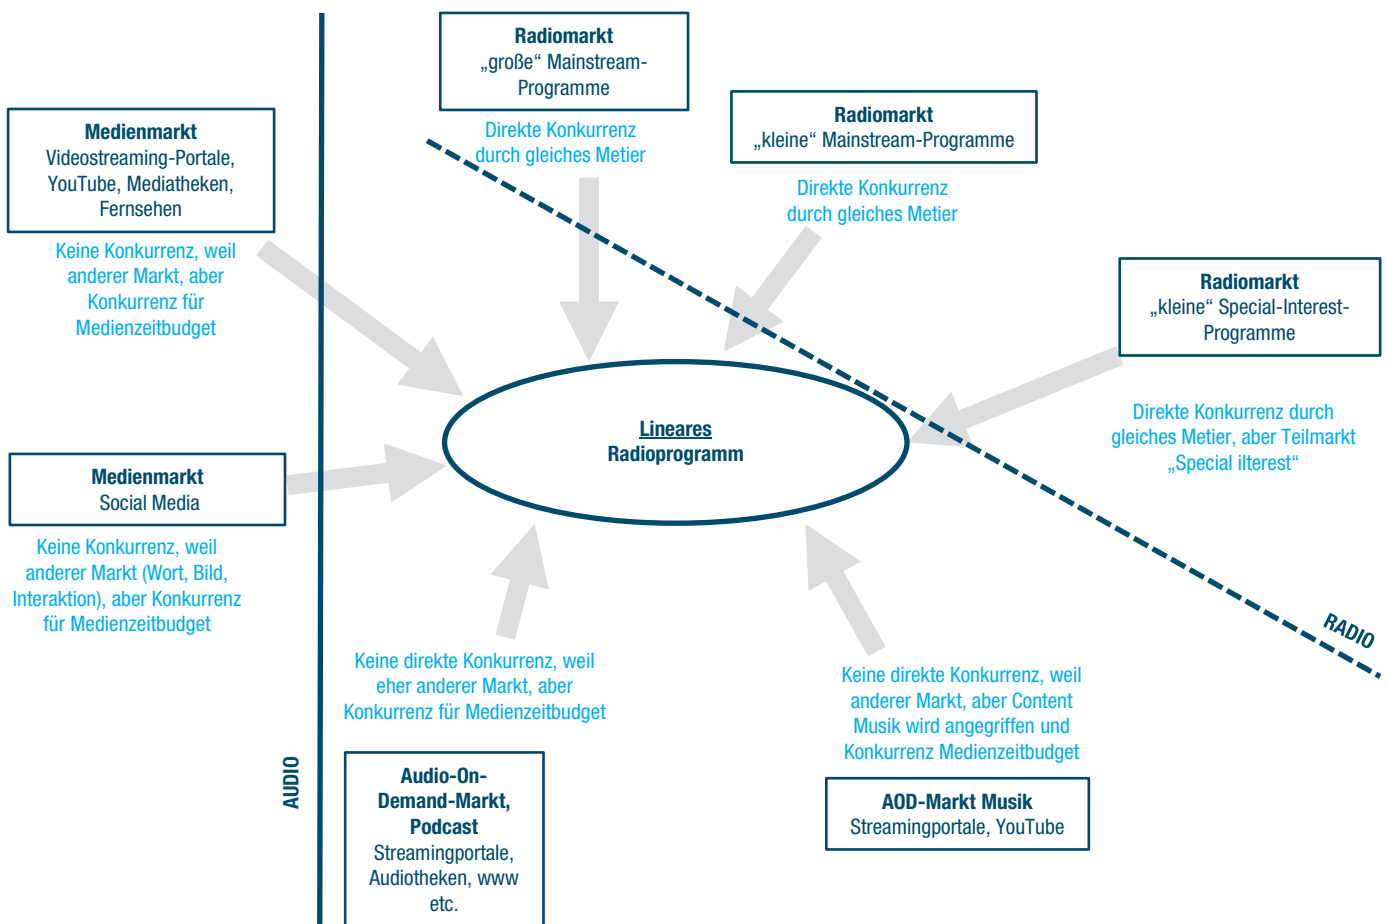 Radiomarkt
„große“ Mainstream-
Programme
Direkte Konkurrenz
durch gleiches Metier
Radiomarkt
„kleine“ Mainstream-Programme
Direkte Konkurrenz
durch gleiches Metier
Medienmarkt
Videostreaming-Portale,
YouTube, Mediatheken,
Fernsehen
Keine Konkurrenz, weil
anderer Markt, aber
Konkurrenz für
Medienzeitbudget
Radiomarkt
„kleine“ Special-Interest-
Programme
Direkte Konkurrenz durch
gleiches Metier, aber Teilmarkt
„Special ilterest“
Lineares
Radioprogramm
Medienmarkt
Social Media
Keine Konkurrenz, weil
anderer Markt (Wort, Bild,
Interaktion), aber Konkurrenz
für Medienzeitbudget
RADIO
Keine direkte Konkurrenz, weil
eher anderer Markt, aber
Konkurrenz für Medienzeitbudget
Keine direkte Konkurrenz, weil
anderer Markt, aber Content
Musik wird angegriffen und
Konkurrenz Medienzeitbudget
AUDIO
Audio-On-
Demand-Markt,
Podcast
Streamingportale,
Audiotheken, www
etc.
AOD-Markt Musik
Streamingportale, YouTube